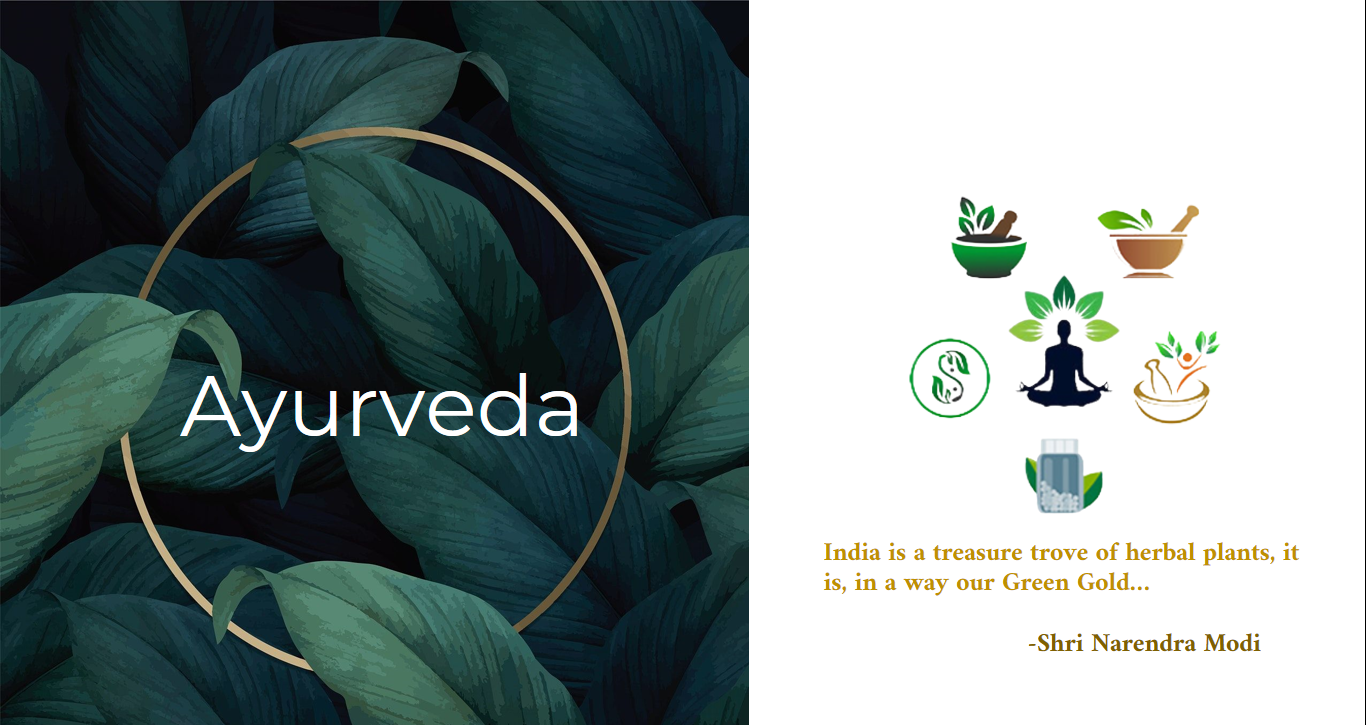 Ayurveda
India is a treasure trove of herbal plants, it
is, in a way our Green Gold...
-Shri Narendra Modi